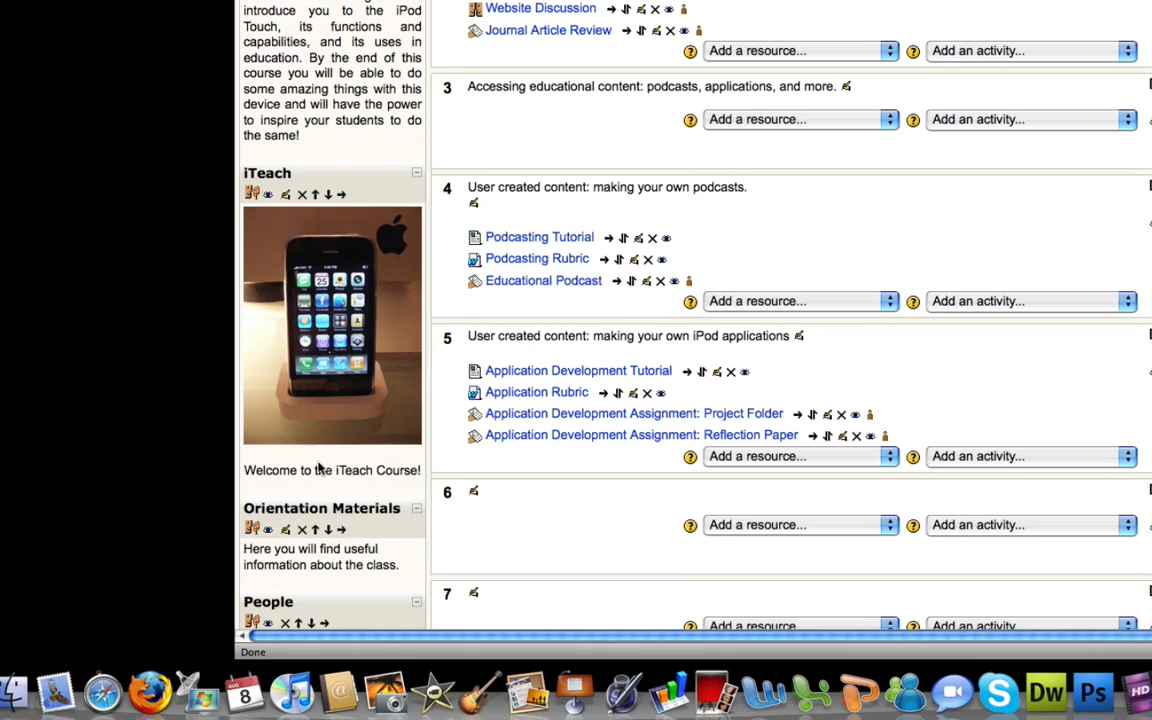 introduce you to the iPod
Touch, its functions and
capabilities, and its uses in
education. By the end of this
course you will be able to do
some amazing things with this
device and will have the power
to inspire your students to do
the same!
iTeach
Welcome to the iTeach Course!
Orientation Materials
Here you will find useful
information about the class.
People
Website Discussion
Journal Article Review
Add a resource... Add an activity...
3 Accessing educational content: podcasts, applications, and more.
Add a resource... Add an activity...
4 User created content: making your own podcasts.
Podcasting Tutorial
Podcasting Rubric
Educational Podcast
Add a resource... Add an activity...
5 User created content: making your own iPod applications
Application Development Tutorial
Application Rubric
Application Development Assignment: Project Folder
Application Development Assignment: Reflection Paper
Add a resource... Add an activity...
6
Add a resource... Add an activity...
7
Add a resource Add an activity
Done
AUG
8
Dw
Ps
HD